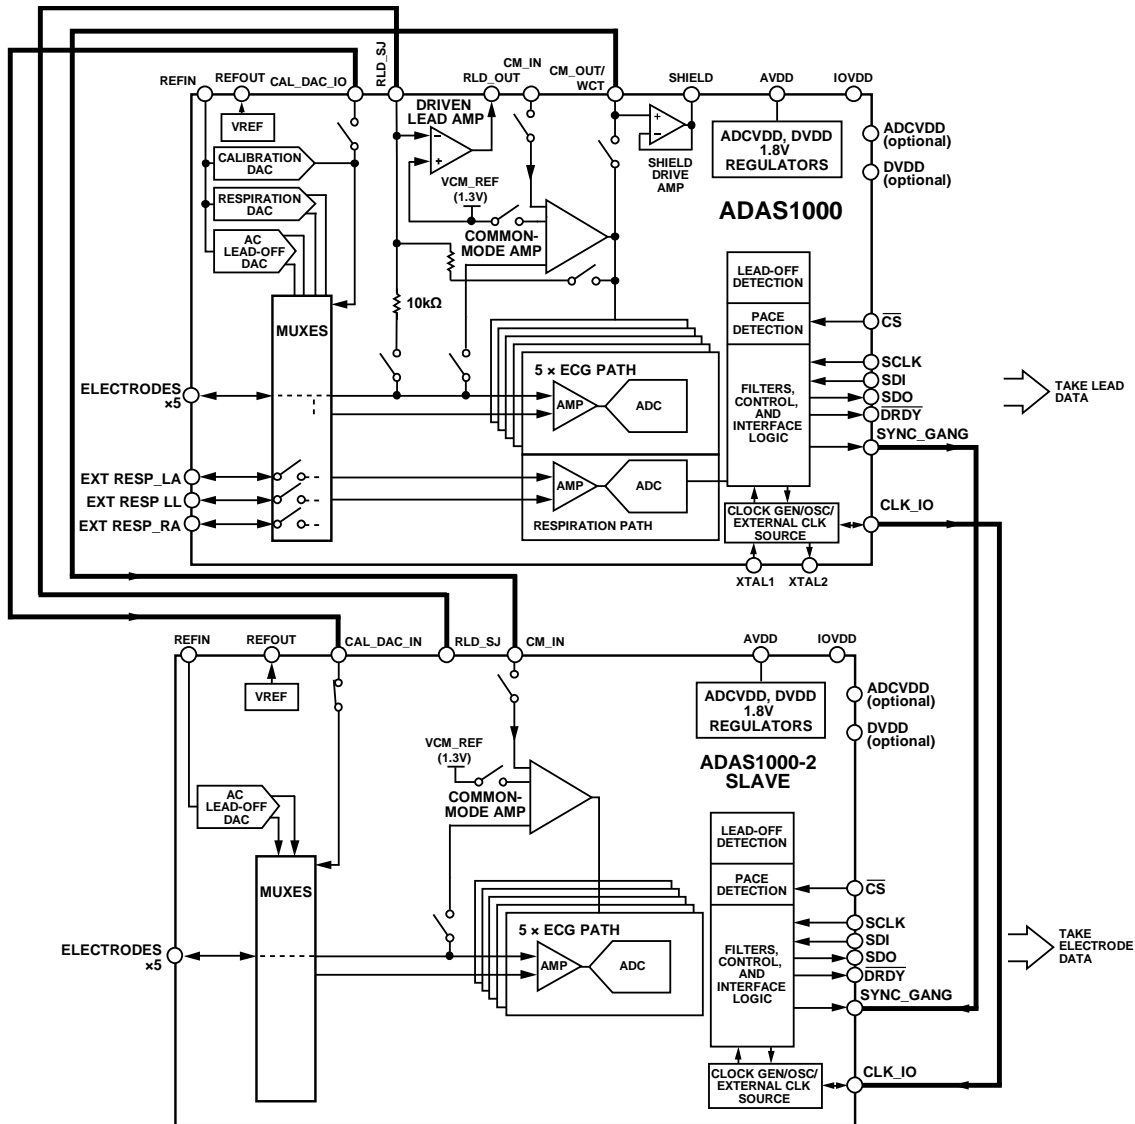 REFIN
REFOUT
CAL_DAC_IO
RLD_SJ
RLD_OUT
CM_IN
CM_OUT/
WCT
SHIELD
AVDD
IOVDD
VREF
DRIVEN
LEAD AMP
ADCVDD, DVDD
1.8V
REGULATORS
ADCVDD
(optional)
DVDD
(optional)
CALIBRATION
DAC
SHIELD
DRIVE
AMP
RESPIRATION
DAC
VCM_REF
(1.3V)
ADAS1000
AC
LEAD-OFF
DAC
COMMON-
MODE AMP
LEAD-OFF
DETECTION
10kΩ
MUXES
PACE
DETECTION
CS
ELECTRODES
×5
5 × ECG PATH
AMP
ADC
FILTERS,
CONTROL,
AND
INTERFACE
LOGIC
SCLK
SDI
SDO
DRDY
SYNC_GANG
TAKE LEAD
DATA
EXT RESP_LA
EXT RESP LL
EXT RESP_RA
AMP
ADC
RESPIRATION PATH
CLOCK GEN/OSC/
EXTERNAL CLK
SOURCE
CLK_IO
XTAL1
XTAL2
REFIN
REFOUT
CAL_DAC_IN
RLD_SJ
CM_IN
AVDD
IOVDD
VREF
ADCVDD, DVDD
1.8V
REGULATORS
ADCVDD
(optional)
DVDD
(optional)
VCM_REF
(1.3V)
ADAS1000-2
SLAVE
AC
LEAD-OFF
DAC
COMMON-
MODE AMP
LEAD-OFF
DETECTION
MUXES
PACE
DETECTION
CS
ELECTRODES
×5
5 × ECG PATH
AMP
ADC
FILTERS,
CONTROL,
AND
INTERFACE
LOGIC
SCLK
SDI
SDO
DRDY
SYNC_GANG
TAKE
ELECTRODE
DATA
CLOCK GEN/OSC/
EXTERNAL CLK
SOURCE
CLK_IO